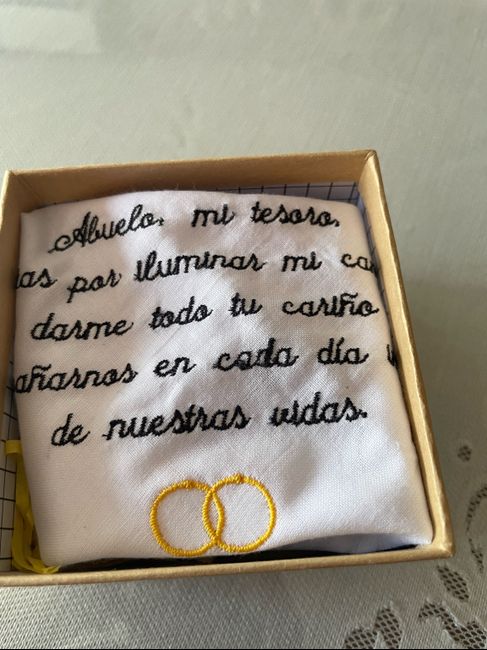 Abuelo, mi tesoro,
as por iluminar mi ca
darme todo tu cariño
añarnos en cada día
de nuestras vidas.